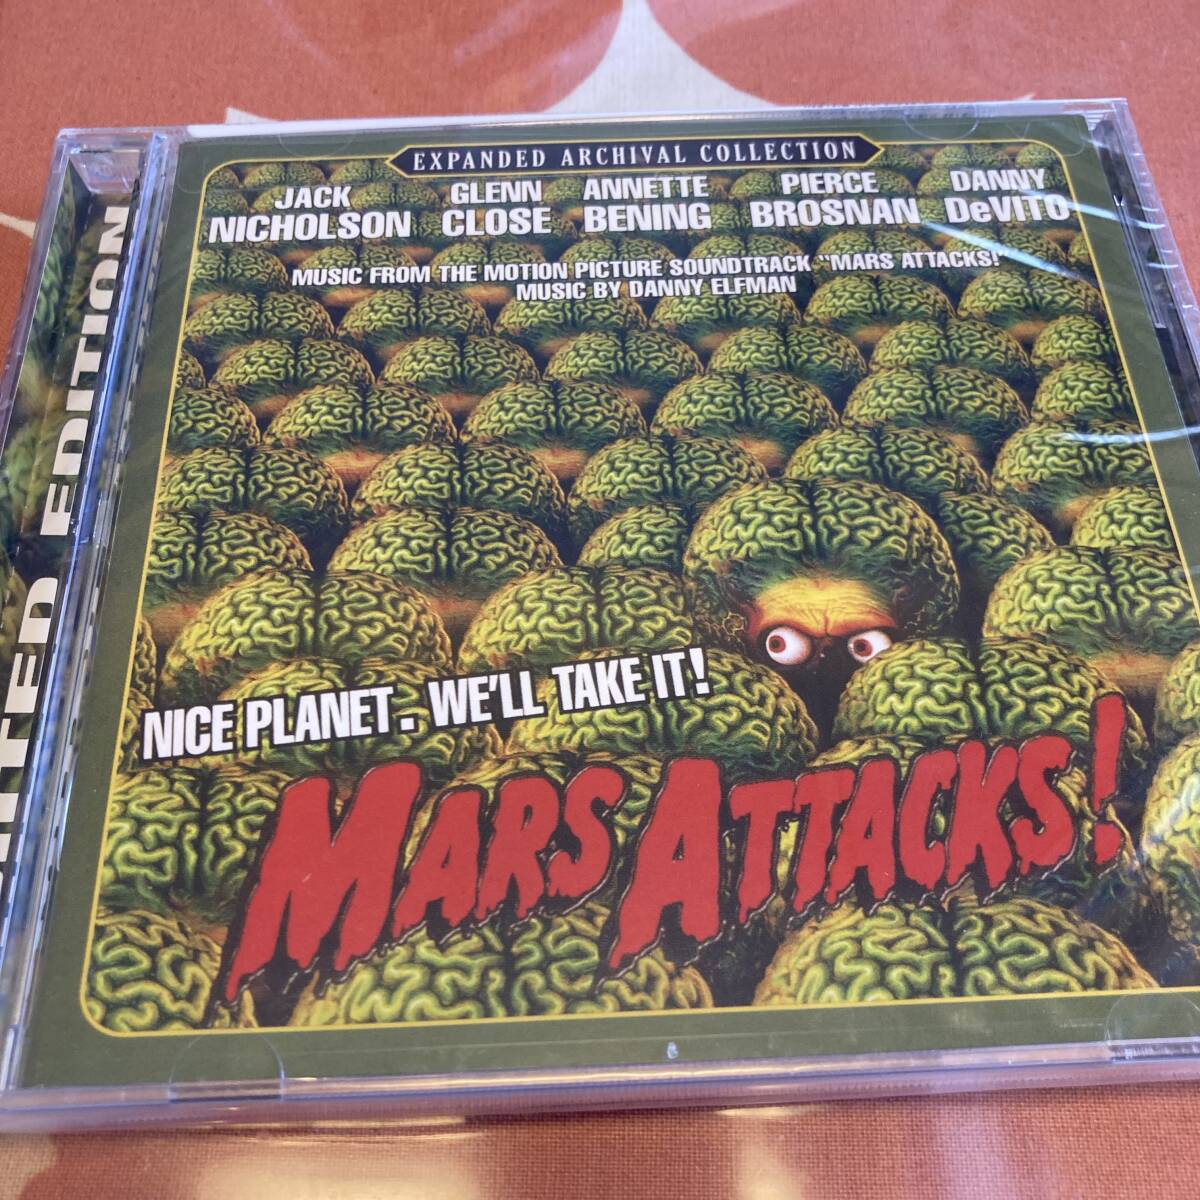 EXPANDED ARCHIVAL COLLECTION
JACK NICHOLSON
GLENN CLOSE
ANNETTE BENING
PIERCE BROSNAN
DANNY DeVITO
MUSIC FROM THE MOTION PICTURE SOUNDTRACK "MARS ATTACKS!"
MUSIC BY DANNY ELFMAN
NICE PLANET. WE'LL TAKE IT!
MARS ATTACKS!
EDITION